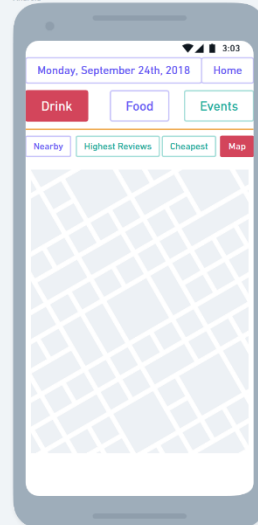 3:03
Monday, September 24th, 2018 Home
Drink Food Events
Nearby Highest Reviews Cheapest Map